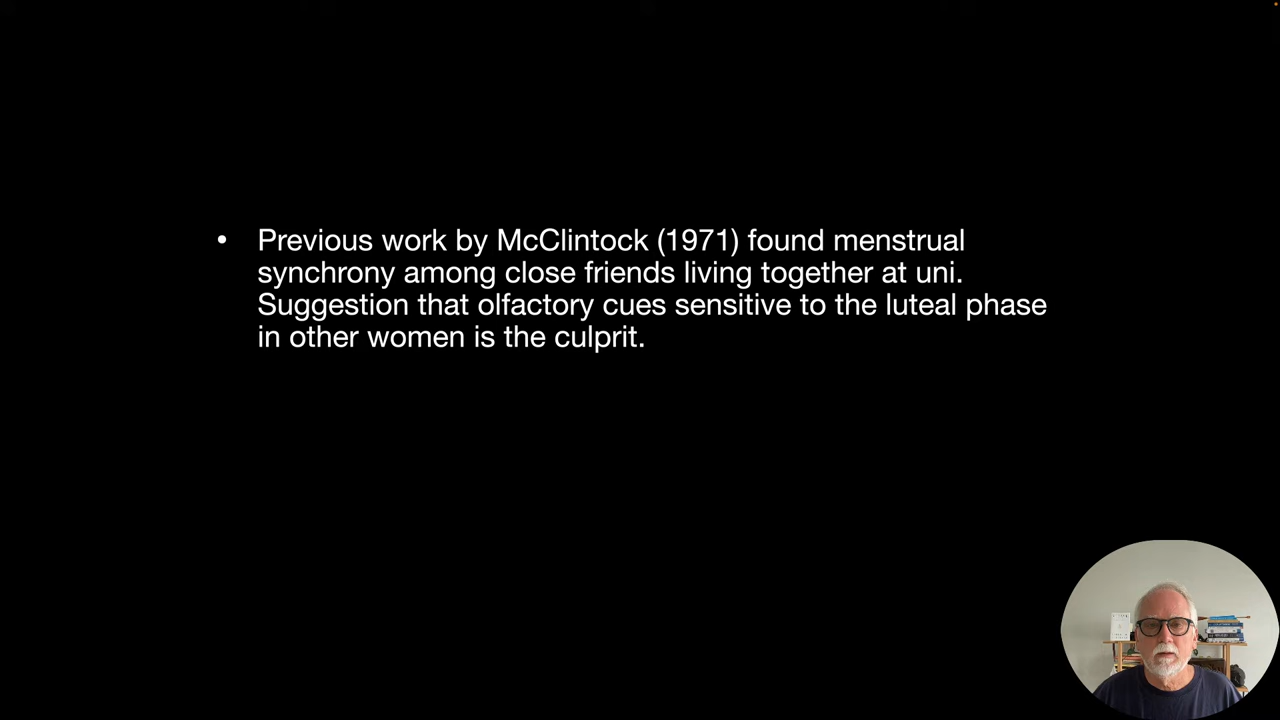 • Previous work by McClintock (1971) found menstrual
synchrony among close friends living together at uni.
Suggestion that olfactory cues sensitive to the luteal phase
in other women is the culprit.